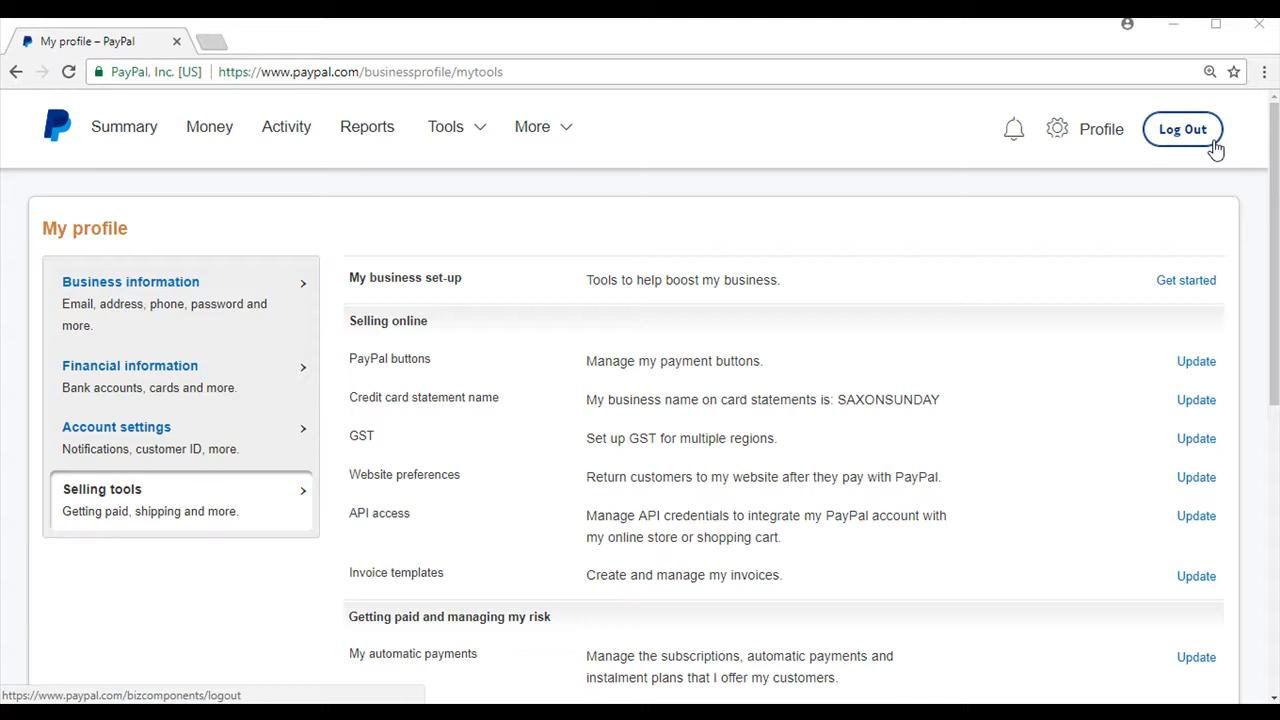 My profile – PayPal
PayPal, Inc. [US] https://www.paypal.com/businessprofile/mytools
Summary Money Activity Reports Tools More Profile Log Out
My profile
Business information
Email, address, phone, password and
more.
Financial information
Bank accounts, cards and more.
Account settings
Notifications, customer ID, more.
Selling tools
Getting paid, shipping and more.
My business set-up Tools to help boost my business. Get started
Selling online
PayPal buttons Manage my payment buttons. Update
Credit card statement name My business name on card statements is: SAXONSUNDAY Update
GST Set up GST for multiple regions. Update
Website preferences Return customers to my website after they pay with PayPal. Update
API access Manage API credentials to integrate my PayPal account with Update
my online store or shopping cart.
Invoice templates Create and manage my invoices. Update
Getting paid and managing my risk
My automatic payments Manage the subscriptions, automatic payments and Update
instalment plans that I offer my customers.
https://www.paypal.com/bizcomponents/logout